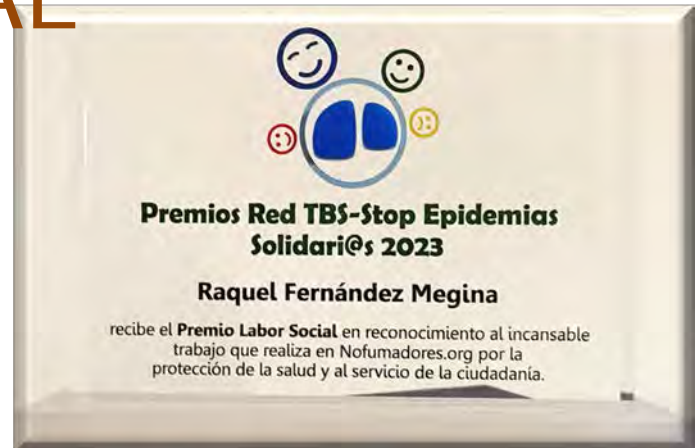 AL
Premios Red TBS-Stop Epidemias
Solidari@s 2023
Raquel Fernández Megina
recibe el Premio Labor Social en reconocimiento al incansable
trabajo que realiza en Nofumadores.org por la
protección de la salud y al servicio de la ciudadanía.